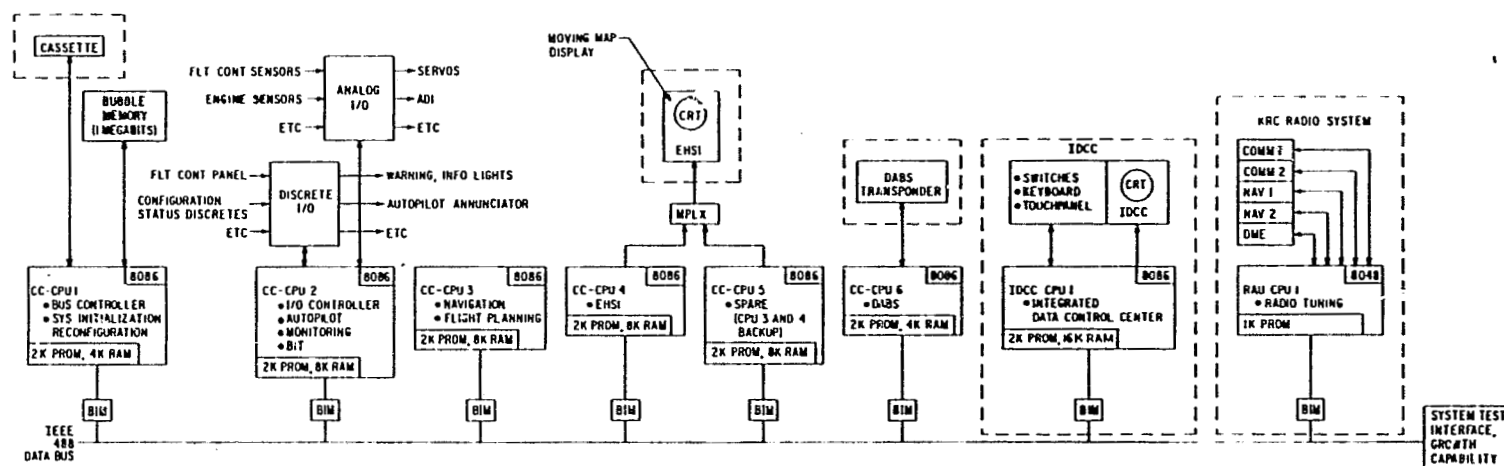 CASSETTE
BUBBLE
MEMORY
(1 MEGABITS)
FLT CONT SENSORS
ENGINE SENSORS
ETC
ANALOG
I/O
SERVOS
ADI
ETC
FLT CONT PANEL
CONFIGURATION
STATUS DISCRETES
ETC
DISCRETE
I/O
WARNING, INFO LIGHTS
AUTOPILOT ANNUNCIATOR
ETC
MOVING MAP
DISPLAY
CRT
EHSI
MPLX
DABS
TRANSPONDER
IDCC
• SWITCHES
• KEYBOARD
• TOUCHPANEL
CRT
IDCC
KRC RADIO SYSTEM
COMM 1
COMM 2
NAV 1
NAV 2
DME
8086
CC-CPU 1
• BUS CONTROLLER
• SYS INITIALIZATION
RECONFIGURATION
2K PROM, 4K RAM
8086
CC-CPU 2
• I/O CONTROLLER
• AUTOPILOT
• MONITORING
• BIT
2K PROM, 8K RAM
8086
CC-CPU 3
• NAVIGATION
• FLIGHT PLANNING
2K PROM, 8K RAM
8086
CC-CPU 4
• EHSI
2K PROM, 8K RAM
8086
CC-CPU 5
• SPARE
(CPU 3 AND 4
BACKUP)
2K PROM, 8K RAM
8086
CC-CPU 6
• DABS
2K PROM, 4K RAM
8086
IDCC CPU 1
• INTEGRATED
DATA CONTROL CENTER
2K PROM, 16K RAM
8048
RAU CPU 1
• RADIO TUNING
1K PROM
BIM
BIM
BIM
BIM
BIM
BIM
BIM
BIM
IEEE
488
DATA BUS
SYSTEM TEST
INTERFACE,
GROWTH
CAPABILITY